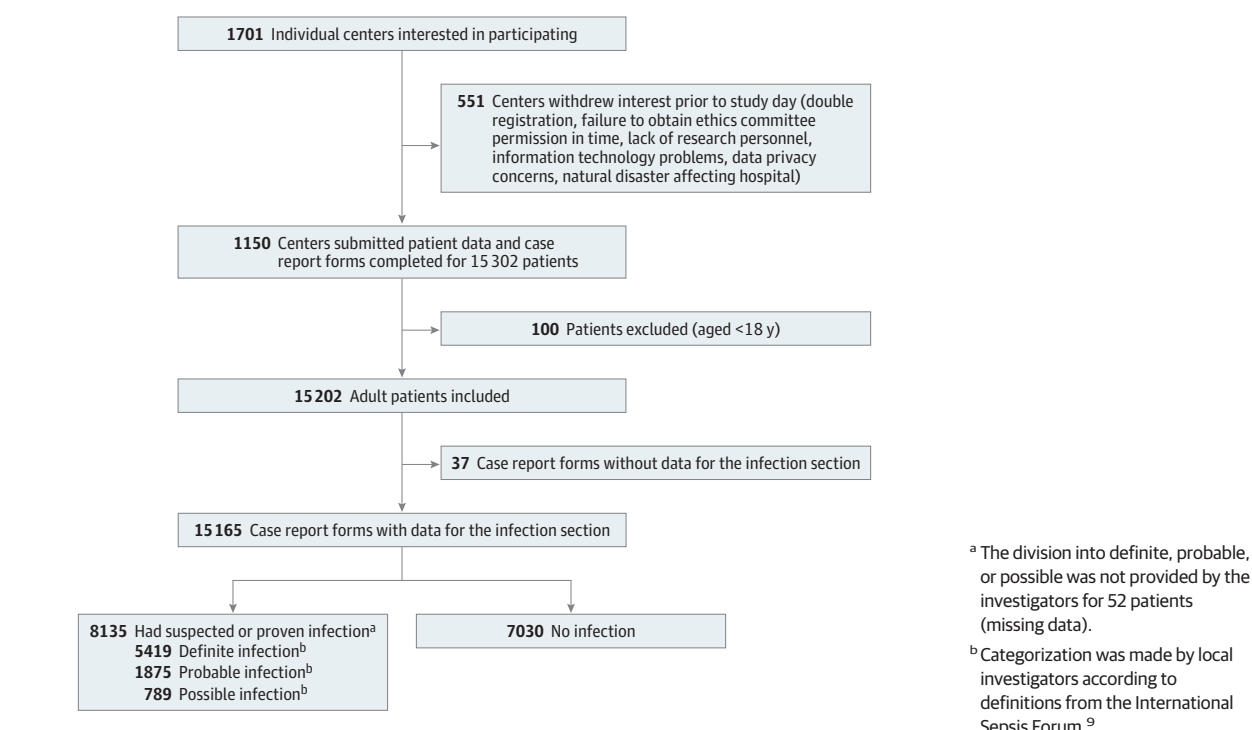 1701 Individual centers interested in participating
551 Centers withdrew interest prior to study day (double
registration, failure to obtain ethics committee
permission in time, lack of research personnel,
information technology problems, data privacy
concerns, natural disaster affecting hospital)
1150 Centers submitted patient data and case
report forms completed for 15 302 patients
100 Patients excluded (aged <18 y)
15 202 Adult patients included
37 Case report forms without data for the infection section
15 165 Case report forms with data for the infection section
8135 Had suspected or proven infectionᵃ
5419 Definite infectionᵇ
1875 Probable infectionᵇ
789 Possible infectionᵇ
7030 No infection
ᵃ The division into definite, probable,
or possible was not provided by the
investigators for 52 patients
(missing data).
ᵇ Categorization was made by local
investigators according to
definitions from the International
Sepsis Forum.⁹